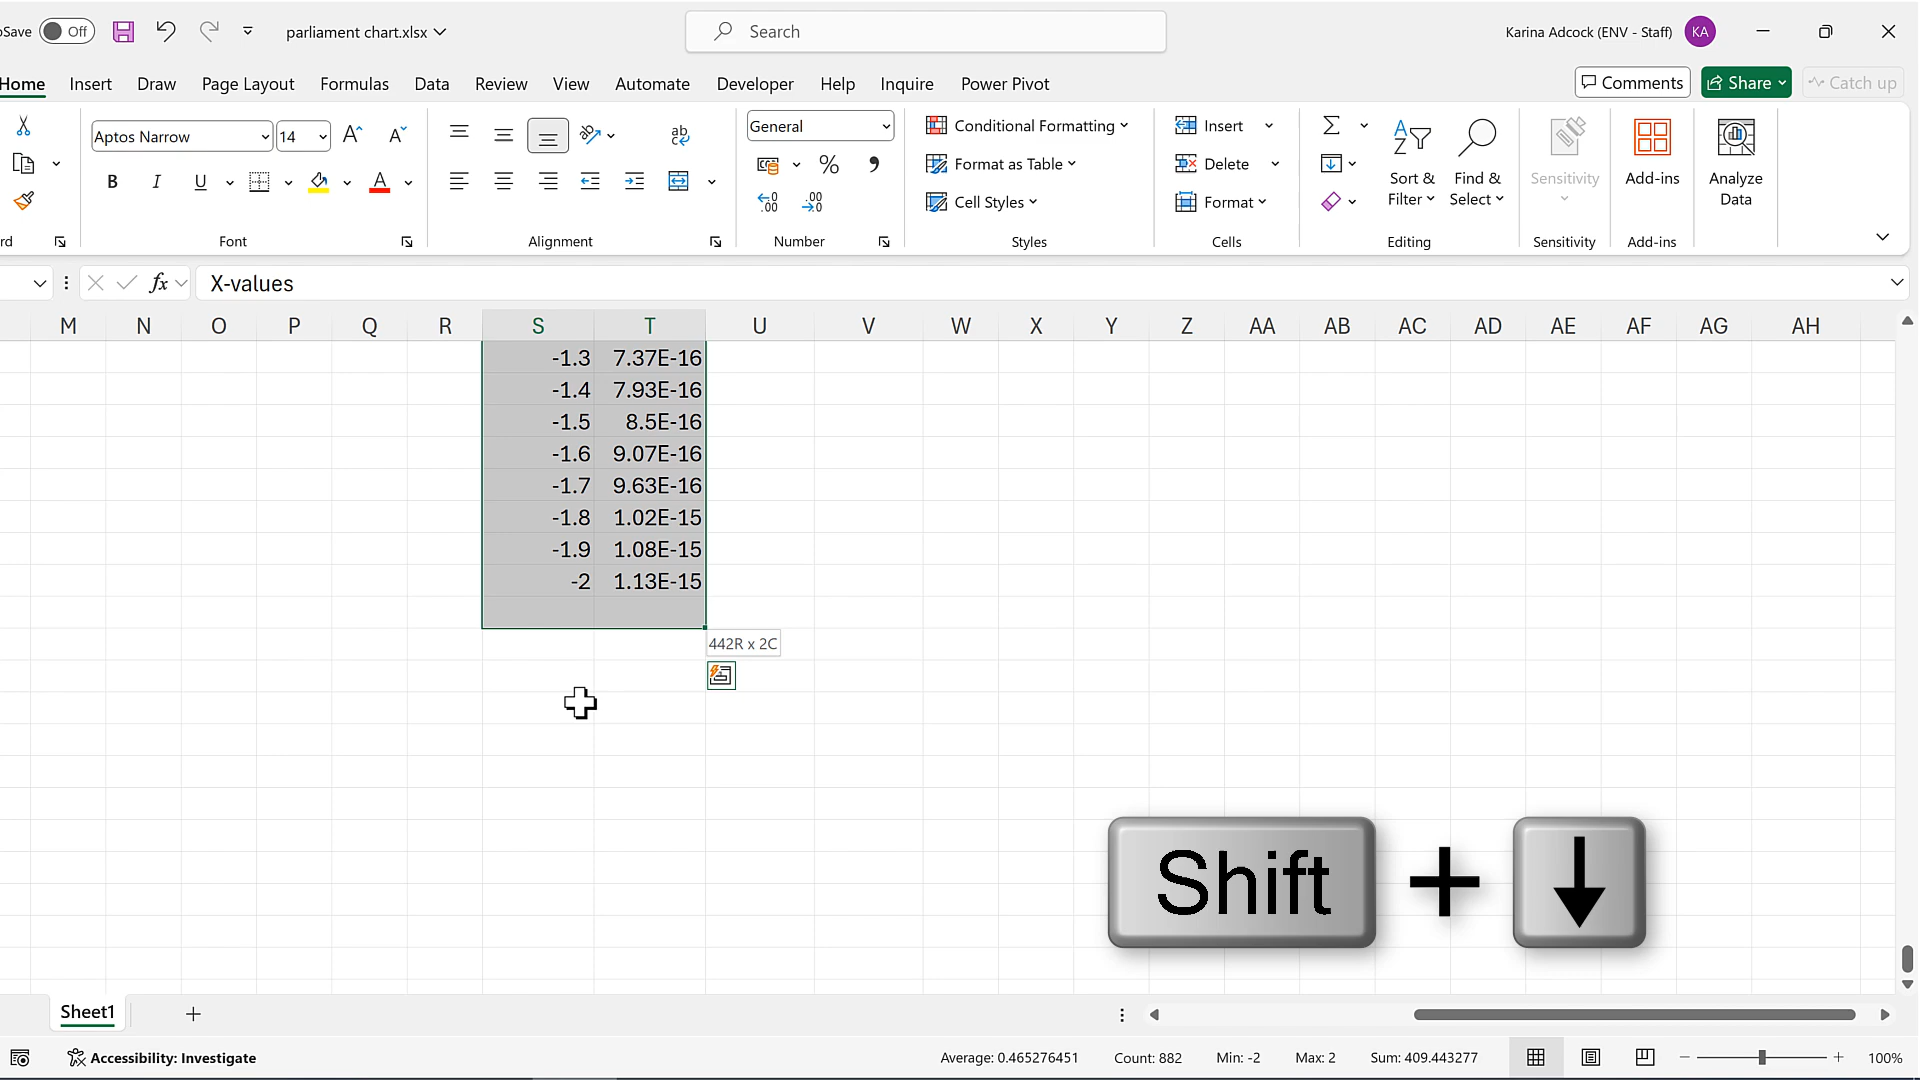 Save Off parliament chart.xlsx Search Karina Adcock (ENV - Staff) KA
Home Insert Draw Page Layout Formulas Data Review View Automate Developer Help Inquire Power Pivot Comments Share Catch up
Aptos Narrow 14 A A ab General Conditional Formatting Insert
B I U A % Format as Table Delete Sort & Filter Find & Select Sensitivity Add-ins Analyze Data
.00 .00 Cell Styles Format
rd Font Alignment Number Styles Cells Editing Sensitivity Add-ins
fx X-values
M N O P Q R S T U V W X Y Z AA AB AC AD AE AF AG AH
-1.3 7.37E-16
-1.4 7.93E-16
-1.5 8.5E-16
-1.6 9.07E-16
-1.7 9.63E-16
-1.8 1.02E-15
-1.9 1.08E-15
-2 1.13E-15
442R x 2C
Shift + ↓
Sheet1 +
Accessibility: Investigate Average: 0.465276451 Count: 882 Min: -2 Max: 2 Sum: 409.443277 100%